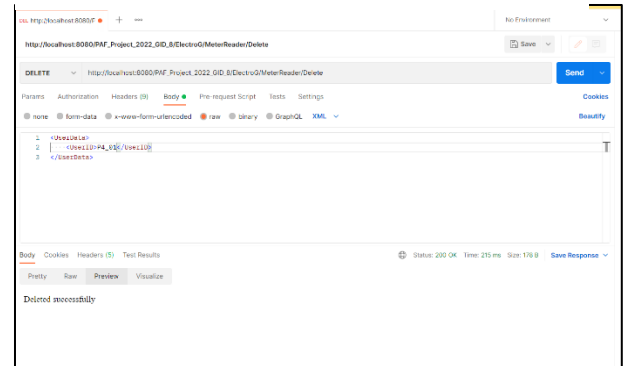 DEL http://localhost:8080/F
No Environment
http://localhost:8080/PAF_Project_2022_GID_8/ElectroG/MeterReader/Delete
Save
DELETE http://localhost:8080/PAF_Project_2022_GID_8/ElectroG/MeterReader/Delete
Send
Params Authorization Headers (9) Body Pre-request Script Tests Settings Cookies
none form-data x-www-form-urlencoded raw binary GraphQL XML Beautify
1 <UserData>
2 <UserID>P4_01</UserID>
3 </UserData>
Body Cookies Headers (5) Test Results Status: 200 OK Time: 215 ms Size: 178 B Save Response
Pretty Raw Preview Visualize
Deleted successfully